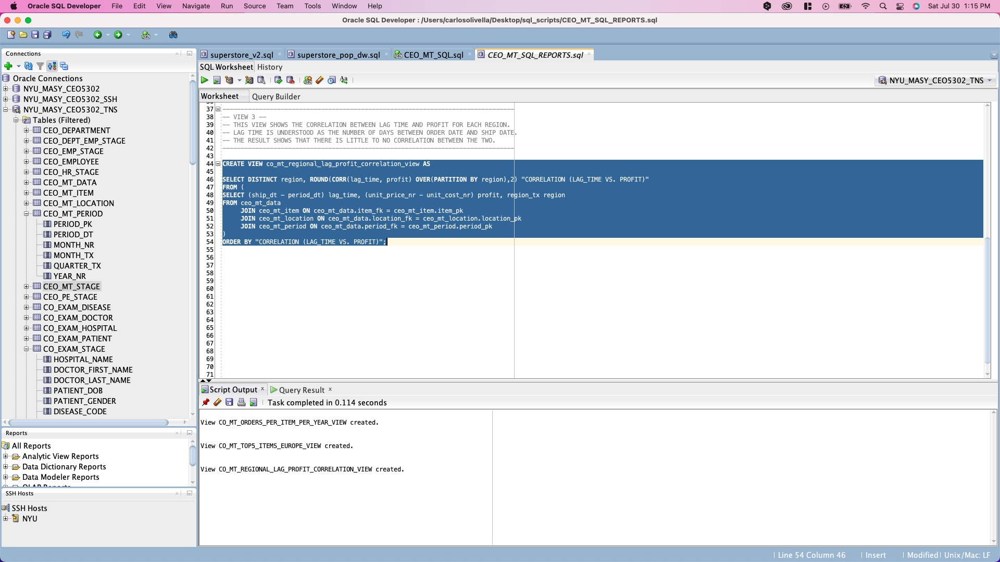 Oracle SQL Developer File Edit View Navigate Run Source Team Tools Window Help Sat Jul 30 1:15 PM
Oracle SQL Developer : /Users/carlosolivella/Desktop/sql_scripts/CEO_MT_SQL_REPORTS.sql
Connections
Oracle Connections
NYU_MASY_CEO5302
NYU_MASY_CEO5302_SSH
NYU_MASY_CEO5302_TNS
Tables (Filtered)
CEO_DEPARTMENT
CEO_DEPT_EMP_STAGE
CEO_EMP_STAGE
CEO_EMPLOYEE
CEO_HR_STAGE
CEO_MT_DATA
CEO_MT_ITEM
CEO_MT_LOCATION
CEO_MT_PERIOD
PERIOD_PK
PERIOD_DT
MONTH_NR
MONTH_TX
QUARTER_TX
YEAR_NR
CEO_MT_STAGE
CEO_PE_STAGE
CO_EXAM_DISEASE
CO_EXAM_DOCTOR
CO_EXAM_HOSPITAL
CO_EXAM_PATIENT
CO_EXAM_STAGE
HOSPITAL_NAME
DOCTOR_FIRST_NAME
DOCTOR_LAST_NAME
PATIENT_DOB
PATIENT_GENDER
DISEASE_CODE
Reports
All Reports
Analytic View Reports
Data Dictionary Reports
Data Modeler Reports
SSH Hosts
SSH Hosts
NYU
superstore_v2.sql superstore_pop_dw.sql CEO_MT_SQL.sql CEO_MT_SQL_REPORTS.sql
SQL Worksheet History
NYU_MASY_CEO5302_TNS
Worksheet Query Builder
37 --------------------------------------------------------------------------------
38 -- VIEW 3 --
39 -- THIS VIEW SHOWS THE CORRELATION BETWEEN LAG TIME AND PROFIT FOR EACH REGION.
40 -- LAG TIME IS UNDERSTOOD AS THE NUMBER OF DAYS BETWEEN ORDER DATE AND SHIP DATE.
41 -- THE RESULT SHOWS THAT THERE IS LITTLE TO NO CORRELATION BETWEEN THE TWO.
42 --------------------------------------------------------------------------------
43
44 CREATE VIEW co_mt_regional_lag_profit_correlation_view AS
45
46 SELECT DISTINCT region, ROUND(CORR(lag_time, profit) OVER(PARTITION BY region),2) "CORRELATION (LAG_TIME VS. PROFIT)"
47 FROM (
48 SELECT (ship_dt - period_dt) lag_time, (unit_price_nr - unit_cost_nr) profit, region_tx region
49 FROM ceo_mt_data
50 JOIN ceo_mt_item ON ceo_mt_data.item_fk = ceo_mt_item.item_pk
51 JOIN ceo_mt_location ON ceo_mt_data.location_fk = ceo_mt_location.location_pk
52 JOIN ceo_mt_period ON ceo_mt_data.period_fk = ceo_mt_period.period_pk
53 )
54 ORDER BY "CORRELATION (LAG_TIME VS. PROFIT)";
55
56
57
58
59
60
61
62
63
64
65
66
67
68
69
70
71
Script Output Query Result
Task completed in 0.114 seconds
View CO_MT_ORDERS_PER_ITEM_PER_YEAR_VIEW created.
View CO_MT_TOP5_ITEMS_EUROPE_VIEW created.
View CO_MT_REGIONAL_LAG_PROFIT_CORRELATION_VIEW created.
Line 54 Column 46 Insert Modified Unix/Mac: LF